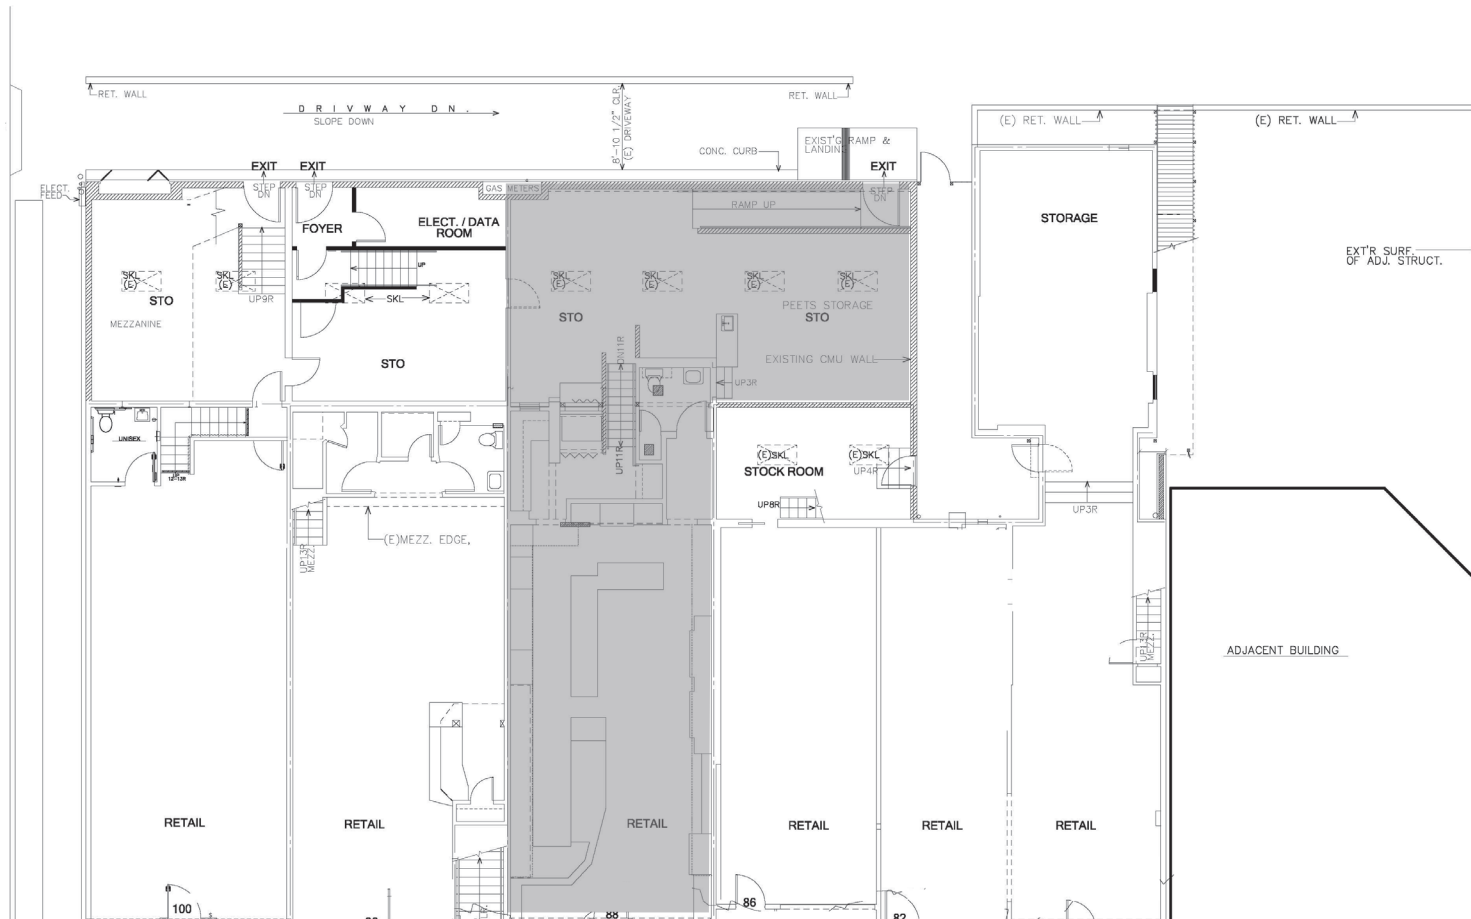 RET. WALL
D R I V W A Y  D N .
SLOPE DOWN
8'-10 1/2" CLR.
(E) DRIVEWAY
RET. WALL
(E) RET. WALL
(E) RET. WALL
CONC. CURB
EXIST'G RAMP &
LANDING
EXIT
EXIT
EXIT
ELECT.
FEED
STEP
DN
STEP
DN
GAS METERS
STEP
DN
RAMP UP
FOYER
ELECT. / DATA
ROOM
STORAGE
EXT'R SURF.
OF ADJ. STRUCT.
UP
SKL
(E)
SKL
(E)
SKL
(E)
SKL
(E)
SKL
(E)
SKL
(E)
STO
UP9R
SKL
MEZZANINE
PEETS STORAGE
STO
STO
STO
DN11R
EXISTING CMU WALL
UP3R
UNISEX
UP
12-13R
UP11R
(E)SKL
(E)SKL
STOCK ROOM
UP4R
UP8R
UP3R
UP13R
MEZZ.
(E)MEZZ. EDGE,
UP13R
MEZZ.
ADJACENT BUILDING
RETAIL
RETAIL
RETAIL
RETAIL
RETAIL
RETAIL
100
88
86
82